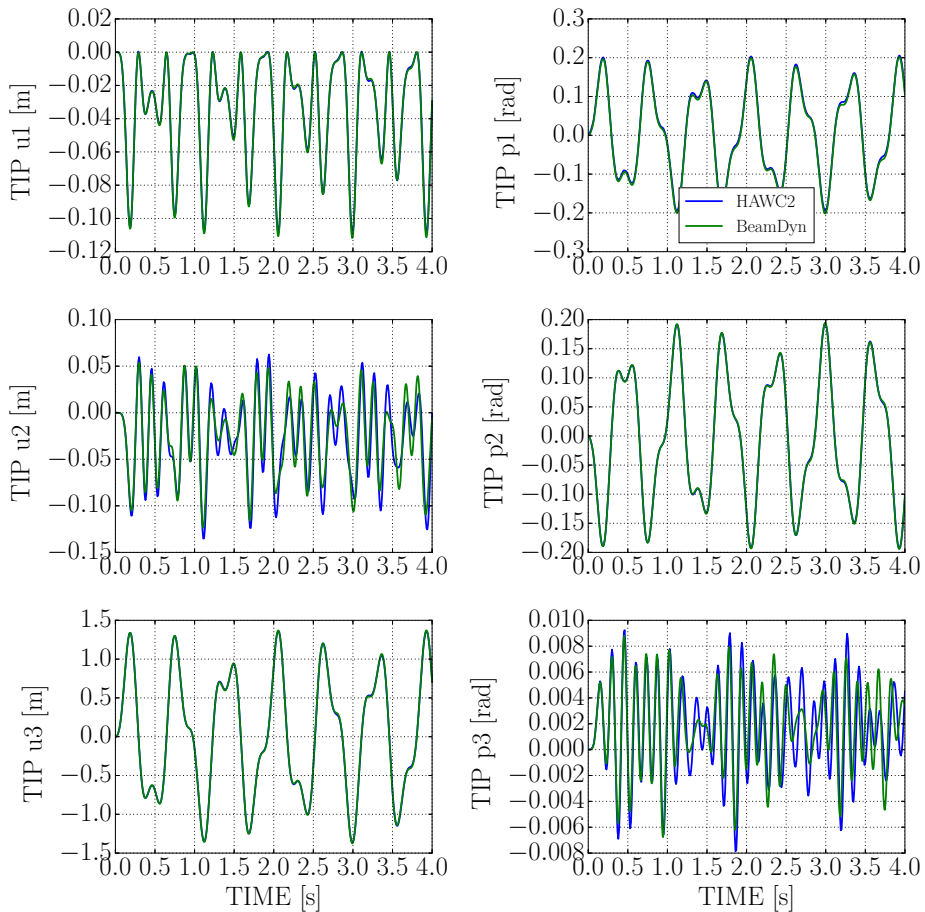 0.02
0.00
−0.02
−0.04
−0.06
−0.08
−0.10
−0.12
TIP u1 [m]
0.0 0.5 1.0 1.5 2.0 2.5 3.0 3.5 4.0
0.3
0.2
0.1
0.0
−0.1
−0.2
−0.3
TIP p1 [rad]
HAWC2
BeamDyn
0.0 0.5 1.0 1.5 2.0 2.5 3.0 3.5 4.0
0.10
0.05
0.00
−0.05
−0.10
−0.15
TIP u2 [m]
0.0 0.5 1.0 1.5 2.0 2.5 3.0 3.5 4.0
0.20
0.15
0.10
0.05
0.00
−0.05
−0.10
−0.15
−0.20
TIP p2 [rad]
0.0 0.5 1.0 1.5 2.0 2.5 3.0 3.5 4.0
1.5
1.0
0.5
0.0
−0.5
−1.0
−1.5
TIP u3 [m]
0.0 0.5 1.0 1.5 2.0 2.5 3.0 3.5 4.0
TIME [s]
0.010
0.008
0.006
0.004
0.002
0.000
−0.002
−0.004
−0.006
−0.008
TIP p3 [rad]
0.0 0.5 1.0 1.5 2.0 2.5 3.0 3.5 4.0
TIME [s]